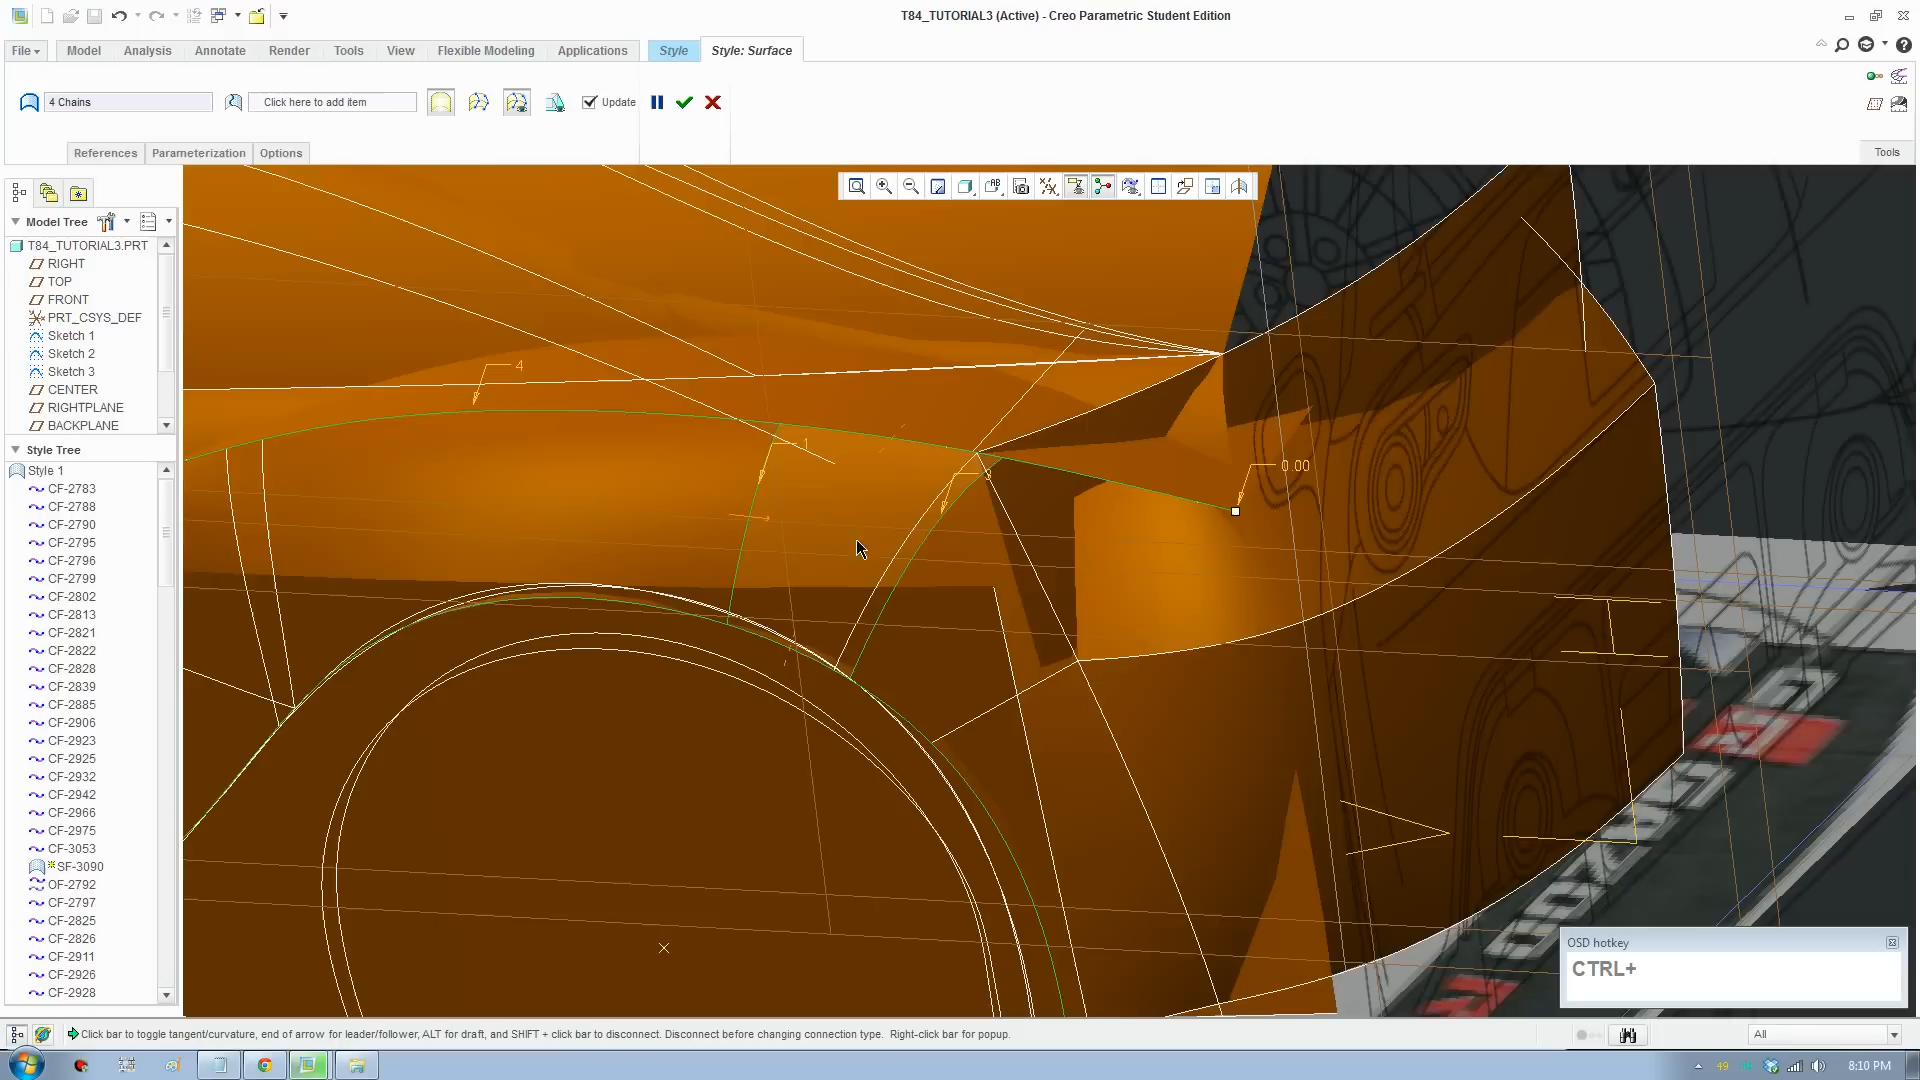 T84_TUTORIAL3 (Active) - Creo Parametric Student Edition
File Model Analysis Annotate Render Tools View Flexible Modeling Applications Style Style: Surface
4 Chains Click here to add item Update
References Parameterization Options Tools
Model Tree
T84_TUTORIAL3.PRT
RIGHT
TOP
FRONT
PRT_CSYS_DEF
Sketch 1
Sketch 2
Sketch 3
CENTER
RIGHTPLANE
BACKPLANE
Style Tree
Style 1
CF-2783
CF-2788
CF-2790
CF-2795
CF-2796
CF-2799
CF-2802
CF-2813
CF-2821
CF-2822
CF-2828
CF-2839
CF-2885
CF-2906
CF-2923
CF-2925
CF-2932
CF-2942
CF-2966
CF-2975
CF-3053
SF-3090
OF-2792
CF-2797
CF-2825
CF-2826
CF-2911
CF-2926
CF-2928
4
1
0.00
OSD hotkey
CTRL+
Click bar to toggle tangent/curvature, end of arrow for leader/follower, ALT for draft, and SHIFT + click bar to disconnect. Disconnect before changing connection type. Right-click bar for popup.
All
49
8:10 PM